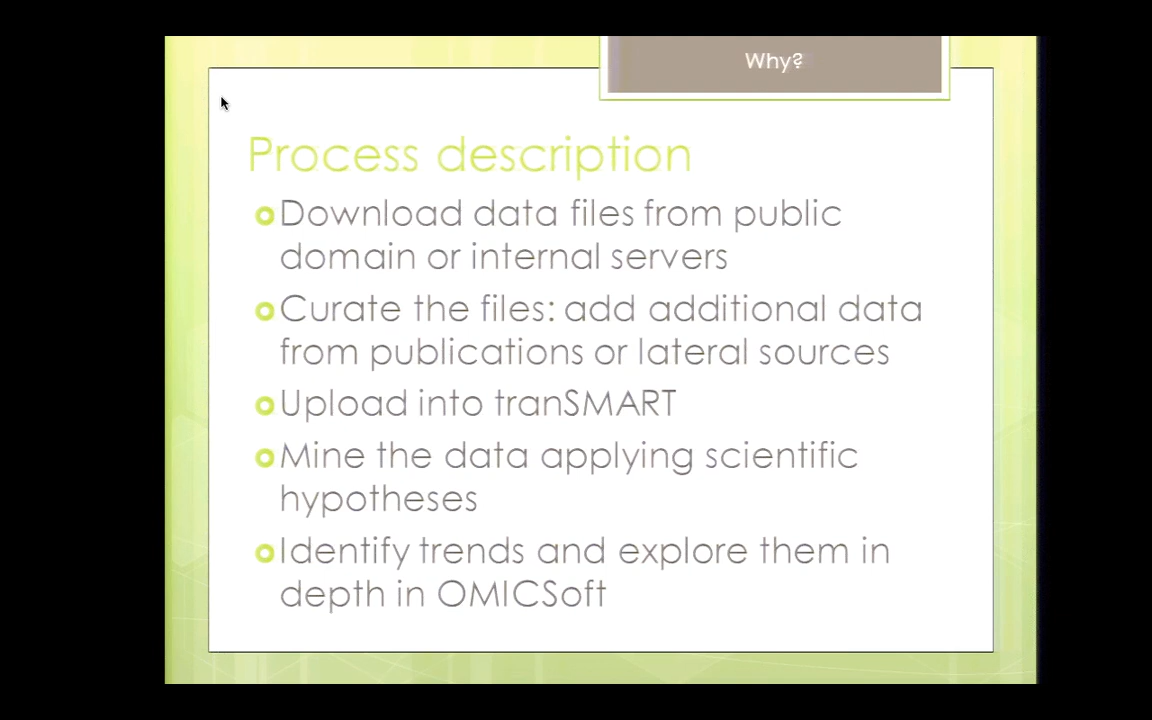 Why?
Process description
Download data files from public
domain or internal servers
Curate the files: add additional data
from publications or lateral sources
Upload into tranSMART
Mine the data applying scientific
hypotheses
Identify trends and explore them in
depth in OMICSoft